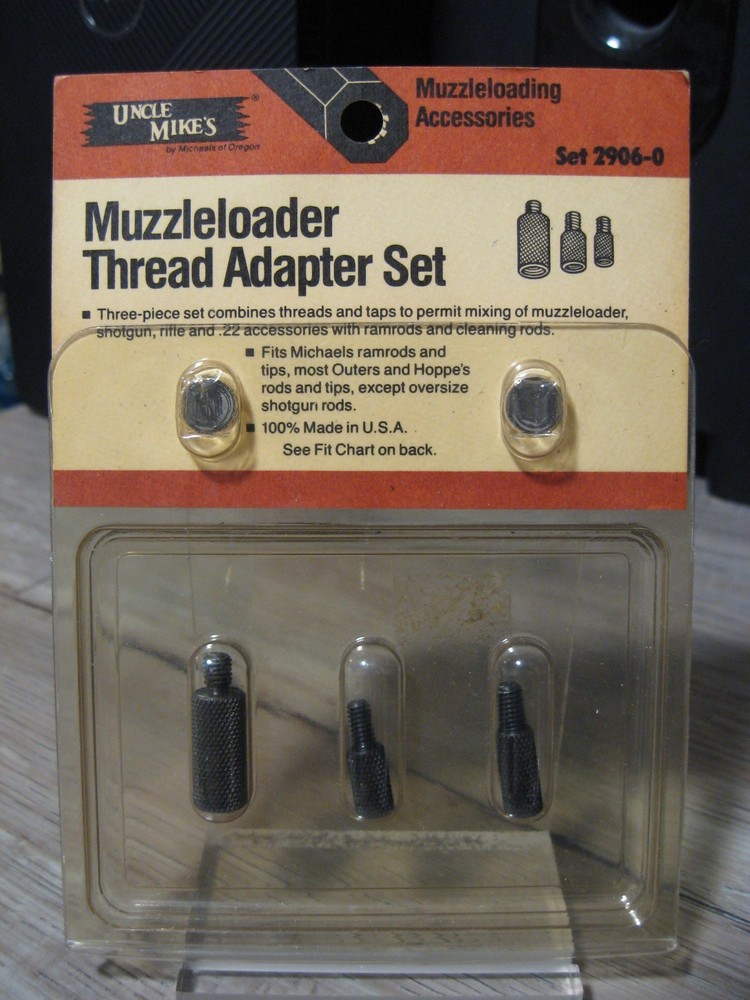 UNCLE
MIKE'S
®
by Michaels of Oregon
Muzzleloading
Accessories
Set 2906-0
Muzzleloader
Thread Adapter Set
■ Three-piece set combines threads and taps to permit mixing of muzzleloader,
shotgun, rifle and .22 accessories with ramrods and cleaning rods.
■ Fits Michaels ramrods and
tips, most Outers and Hoppe's
rods and tips, except oversize
shotgun rods.
■ 100% Made in U.S.A.
See Fit Chart on back.